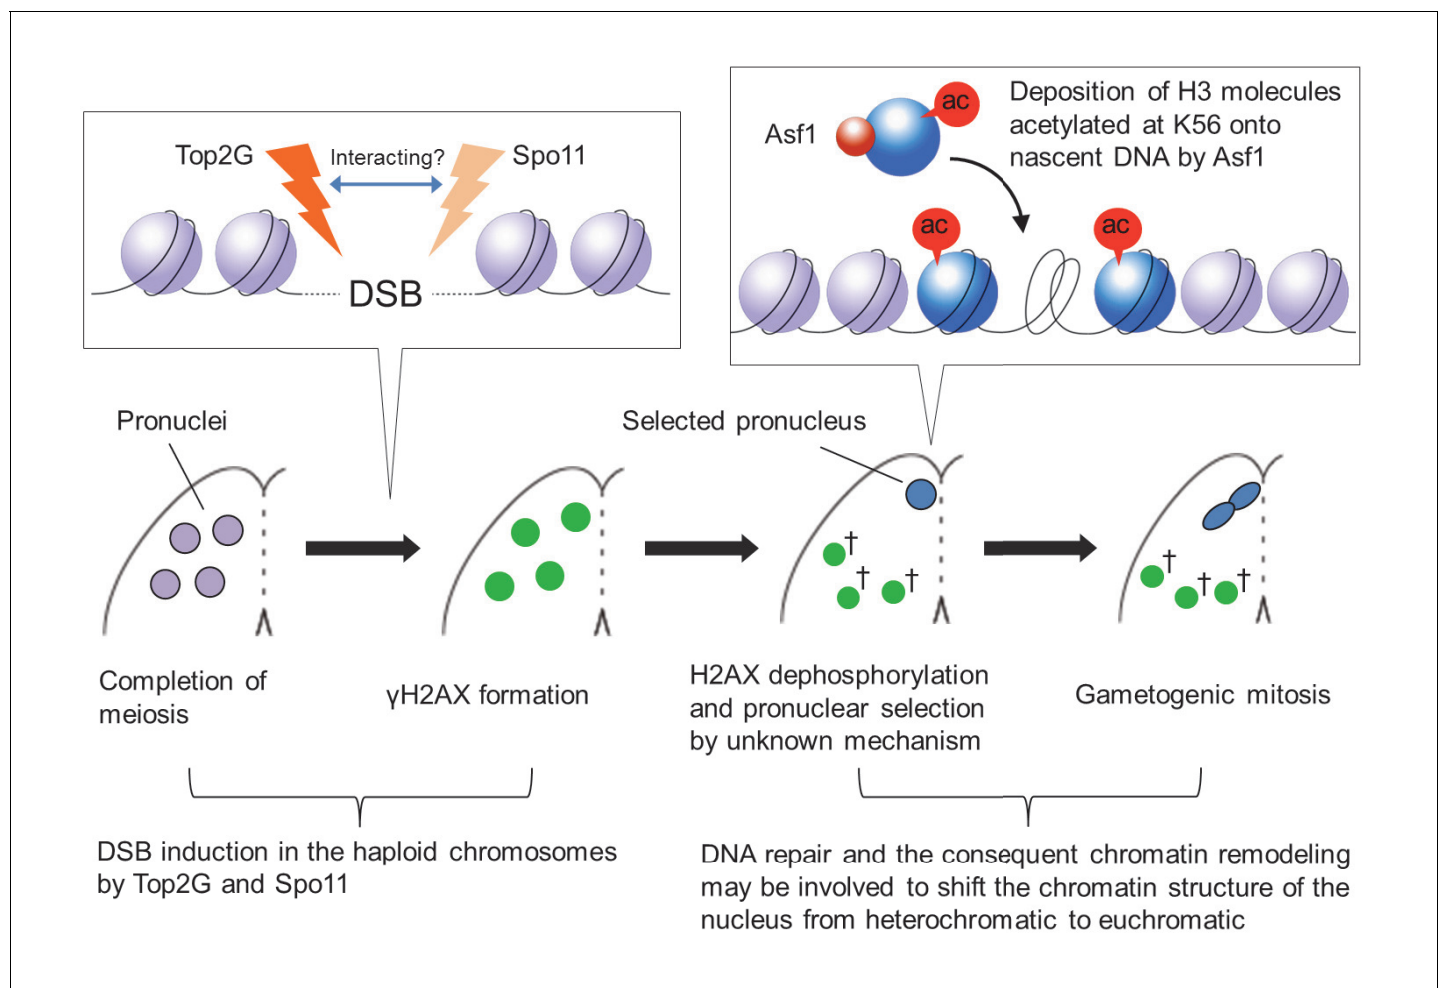 Top2G
Interacting?
Spo11
DSB
Asf1
ac
Deposition of H3 molecules
acetylated at K56 onto
nascent DNA by Asf1
ac
ac
Pronuclei
Selected pronucleus
†
†
†
†
†
†
Completion of
meiosis
γH2AX formation
H2AX dephosphorylation
and pronuclear selection
by unknown mechanism
Gametogenic mitosis
DSB induction in the haploid chromosomes
by Top2G and Spo11
DNA repair and the consequent chromatin remodeling
may be involved to shift the chromatin structure of the
nucleus from heterochromatic to euchromatic